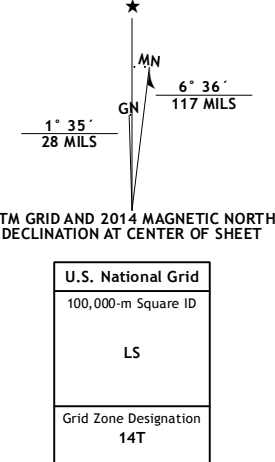 MN
6° 36´
117 MILS
GN
1° 35´
28 MILS
TM GRID AND 2014 MAGNETIC NORTH
DECLINATION AT CENTER OF SHEET
U.S. National Grid
100,000-m Square ID
LS
Grid Zone Designation
14T